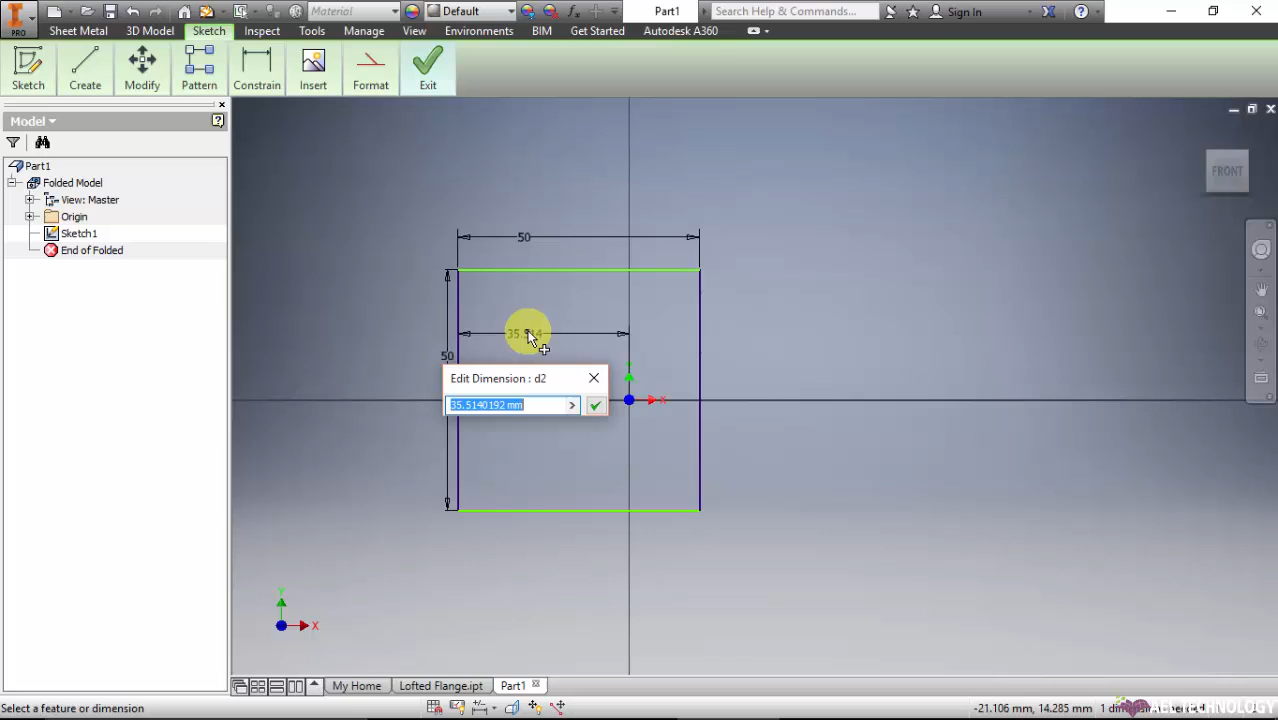 Material
Default
Part1
Search Help & Commands...
Sign In
PRO
Sheet Metal
3D Model
Sketch
Inspect
Tools
Manage
View
Environments
BIM
Get Started
Autodesk A360
Sketch
Create
Modify
Pattern
Constrain
Insert
Format
Exit
Model
Part1
Folded Model
View: Master
Origin
Sketch1
End of Folded
FRONT
50
50
Edit Dimension : d2
35.5140192 mm
X
Y
X
My Home
Lofted Flange.ipt
Part1
Select a feature or dimension
-21.106 mm, 14.285 mm